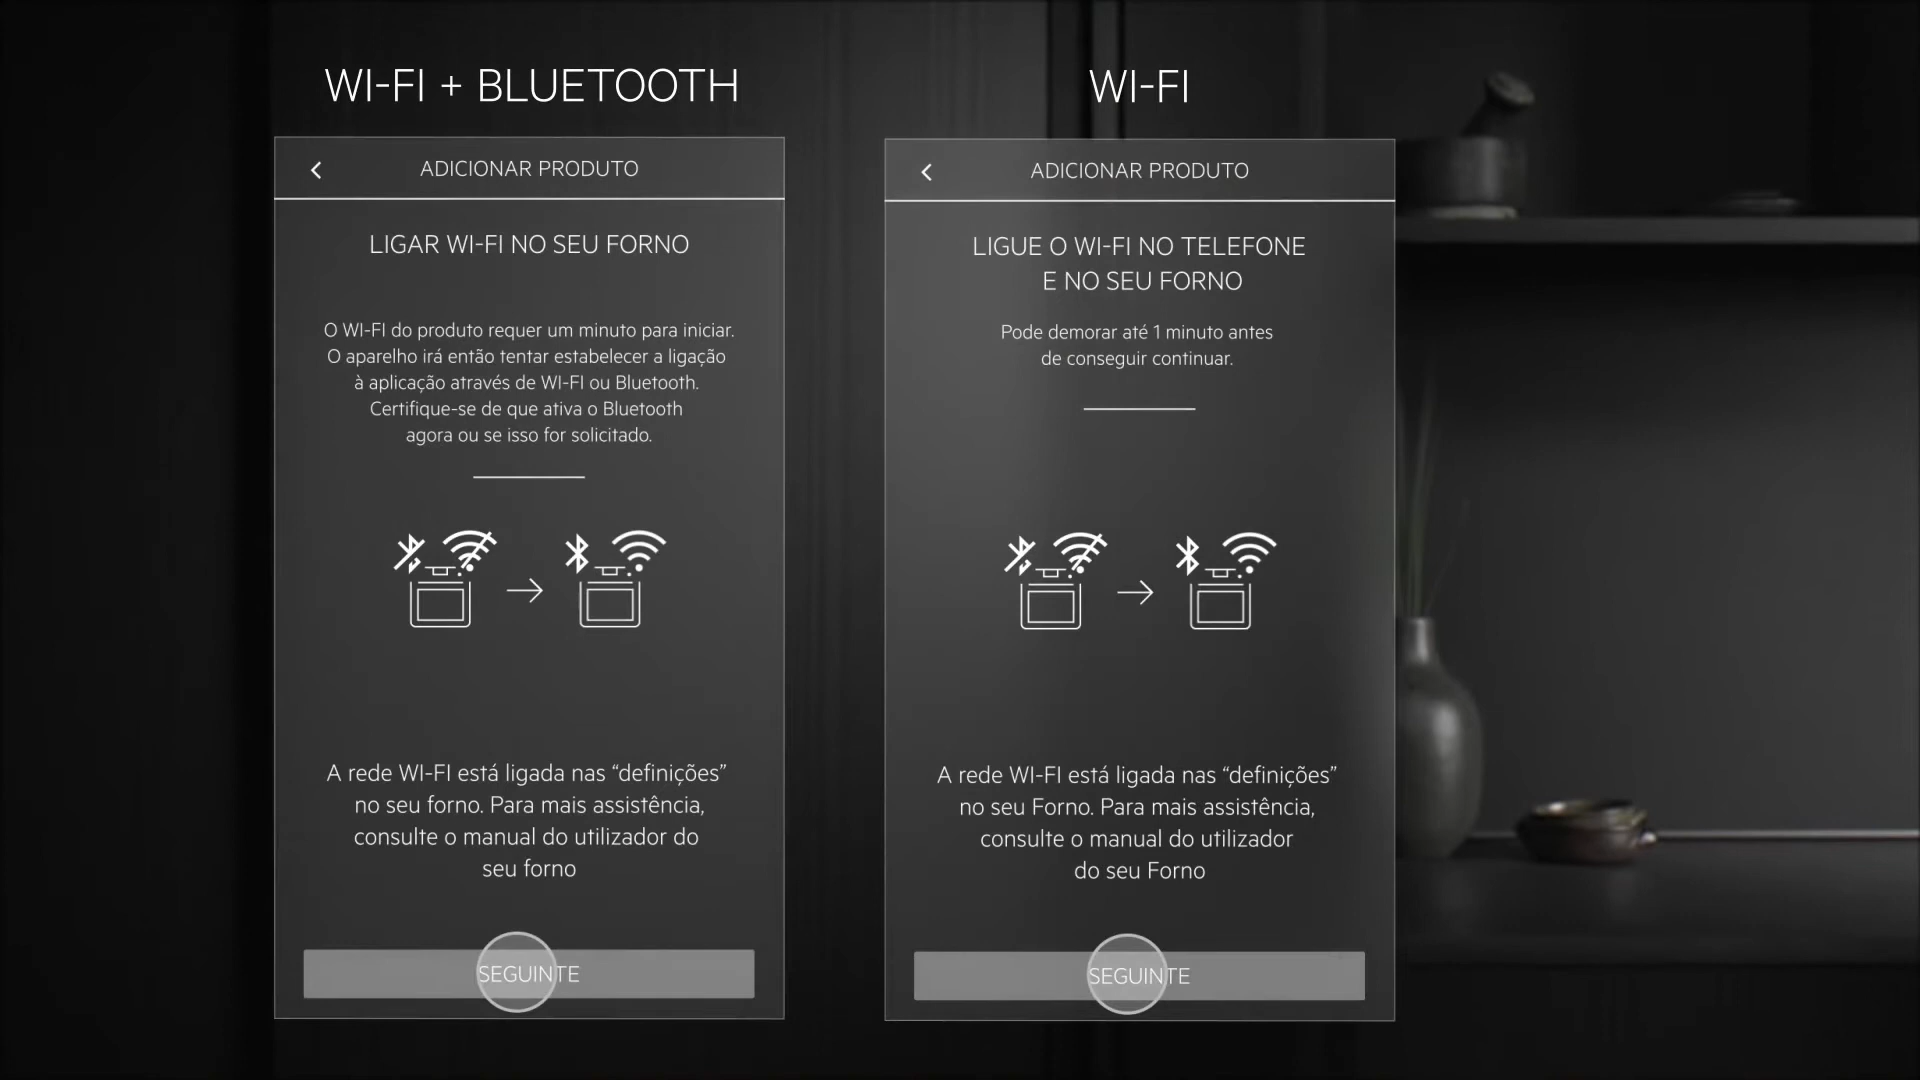 WI-FI + BLUETOOTH
ADICIONAR PRODUTO
LIGAR WI-FI NO SEU FORNO
O WI-FI do produto requer um minuto para iniciar.
O aparelho irá então tentar estabelecer a ligação
à aplicação através de WI-FI ou Bluetooth.
Certifique-se de que ativa o Bluetooth
agora ou se isso for solicitado.
A rede WI-FI está ligada nas “definições”
no seu forno. Para mais assistência,
consulte o manual do utilizador do
seu forno
SEGUINTE
WI-FI
ADICIONAR PRODUTO
LIGUE O WI-FI NO TELEFONE
E NO SEU FORNO
Pode demorar até 1 minuto antes
de conseguir continuar.
A rede WI-FI está ligada nas “definições”
no seu Forno. Para mais assistência,
consulte o manual do utilizador
do seu Forno
SEGUINTE